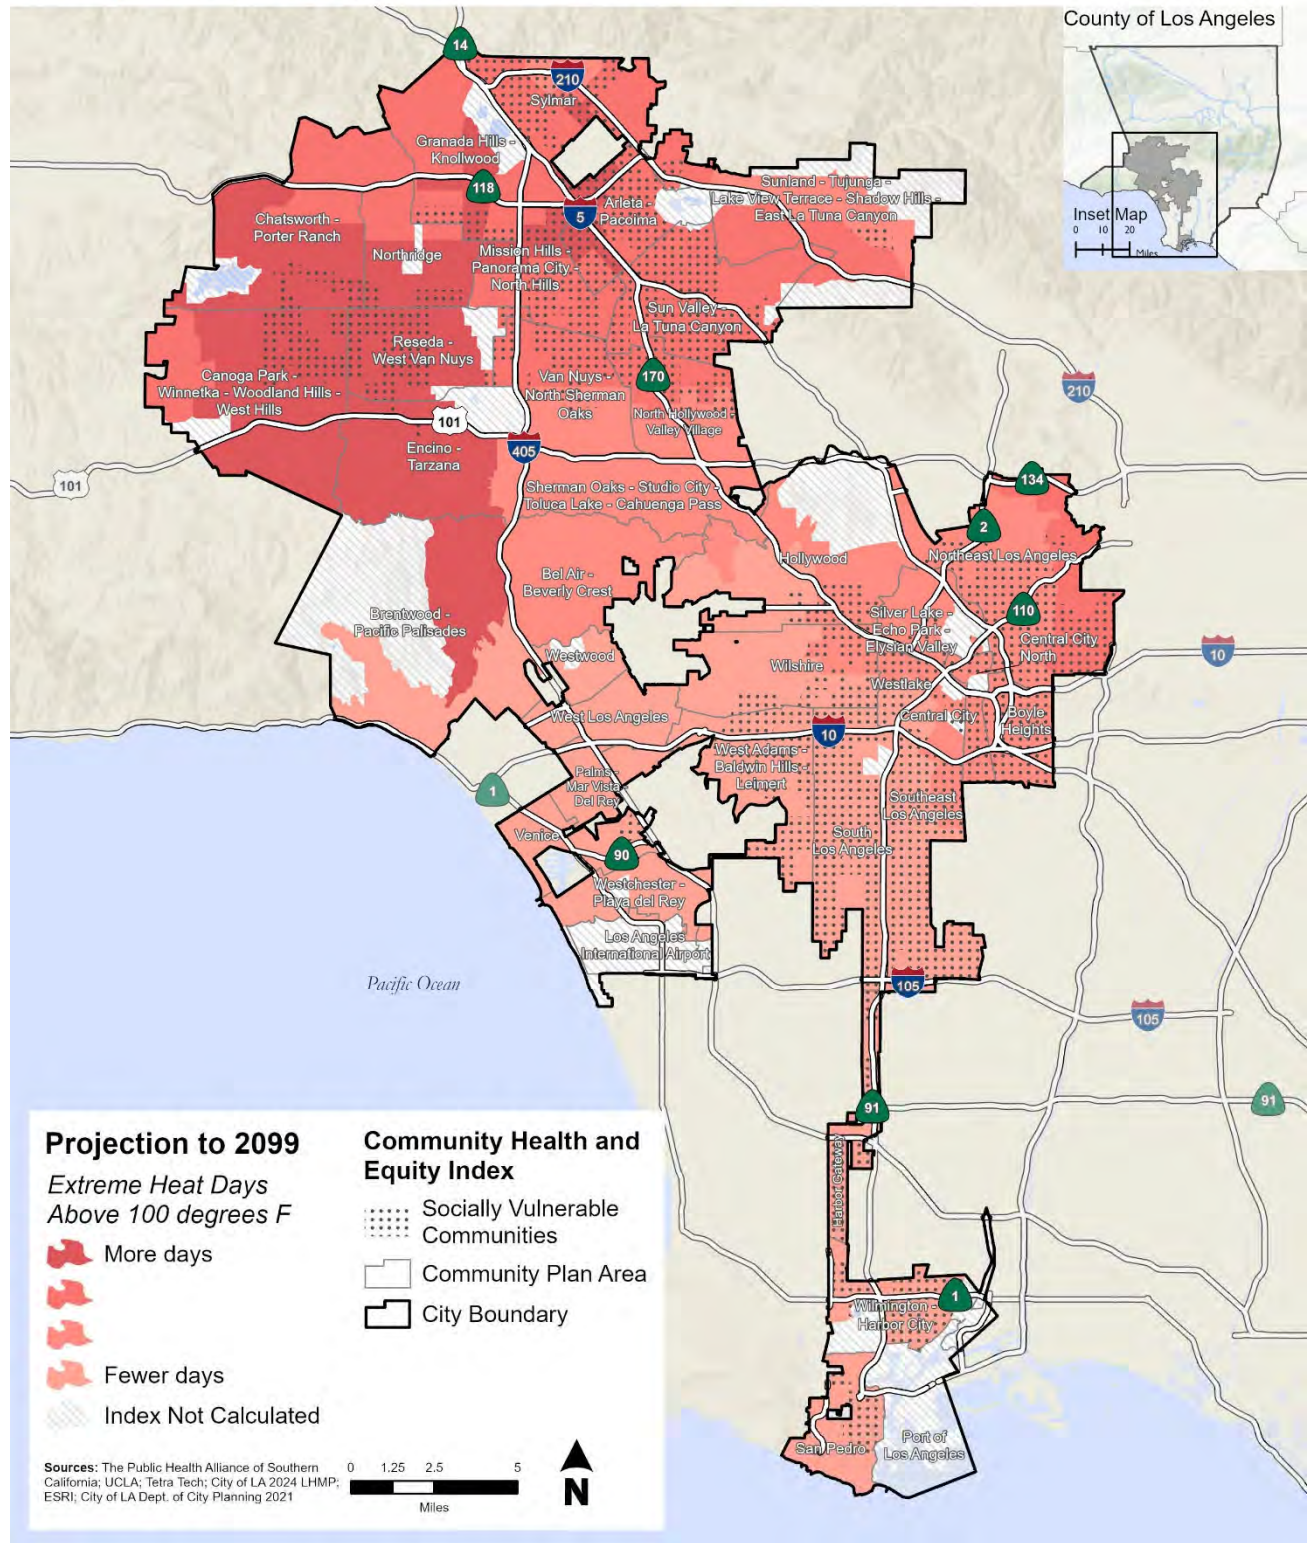 County of Los Angeles
Inset Map
0 10 20
Miles
14
210
Sylmar
Granada Hills -
Knollwood
118
5
Arleta -
Pacoima
Sunland - Tujunga -
Lake View Terrace - Shadow Hills -
East La Tuna Canyon
Chatsworth -
Porter Ranch
Northridge
Mission Hills -
Panorama City -
North Hills
Sun Valley -
La Tuna Canyon
Reseda -
West Van Nuys
Canoga Park -
Winnetka - Woodland Hills -
West Hills
Van Nuys -
North Sherman
Oaks
170
North Hollywood -
Valley Village
210
101
101
Encino -
Tarzana
405
Sherman Oaks - Studio City -
Toluca Lake - Cahuenga Pass
134
2
Hollywood
Northeast Los Angeles
Bel Air -
Beverly Crest
110
Brentwood -
Pacific Palisades
Silver Lake -
Echo Park -
Elysian Valley
Central City
North
10
Westwood
Wilshire
Westlake
West Los Angeles
Central City
Boyle
Heights
10
West Adams -
Baldwin Hills -
Leimert
Palms -
Mar Vista -
Del Rey
1
Southeast
Los Angeles
Venice
South
Los Angeles
90
Westchester -
Playa del Rey
Los Angeles
International Airport
Pacific Ocean
105
105
91
91
Harbor Gateway
1
Wilmington -
Harbor City
San Pedro
Port of
Los Angeles
Projection to 2099
Extreme Heat Days
Above 100 degrees F
More days
Fewer days
Index Not Calculated
Community Health and
Equity Index
Socially Vulnerable
Communities
Community Plan Area
City Boundary
Sources: The Public Health Alliance of Southern
California; UCLA; Tetra Tech; City of LA 2024 LHMP;
ESRI; City of LA Dept. of City Planning 2021
0 1.25 2.5 5
Miles
N